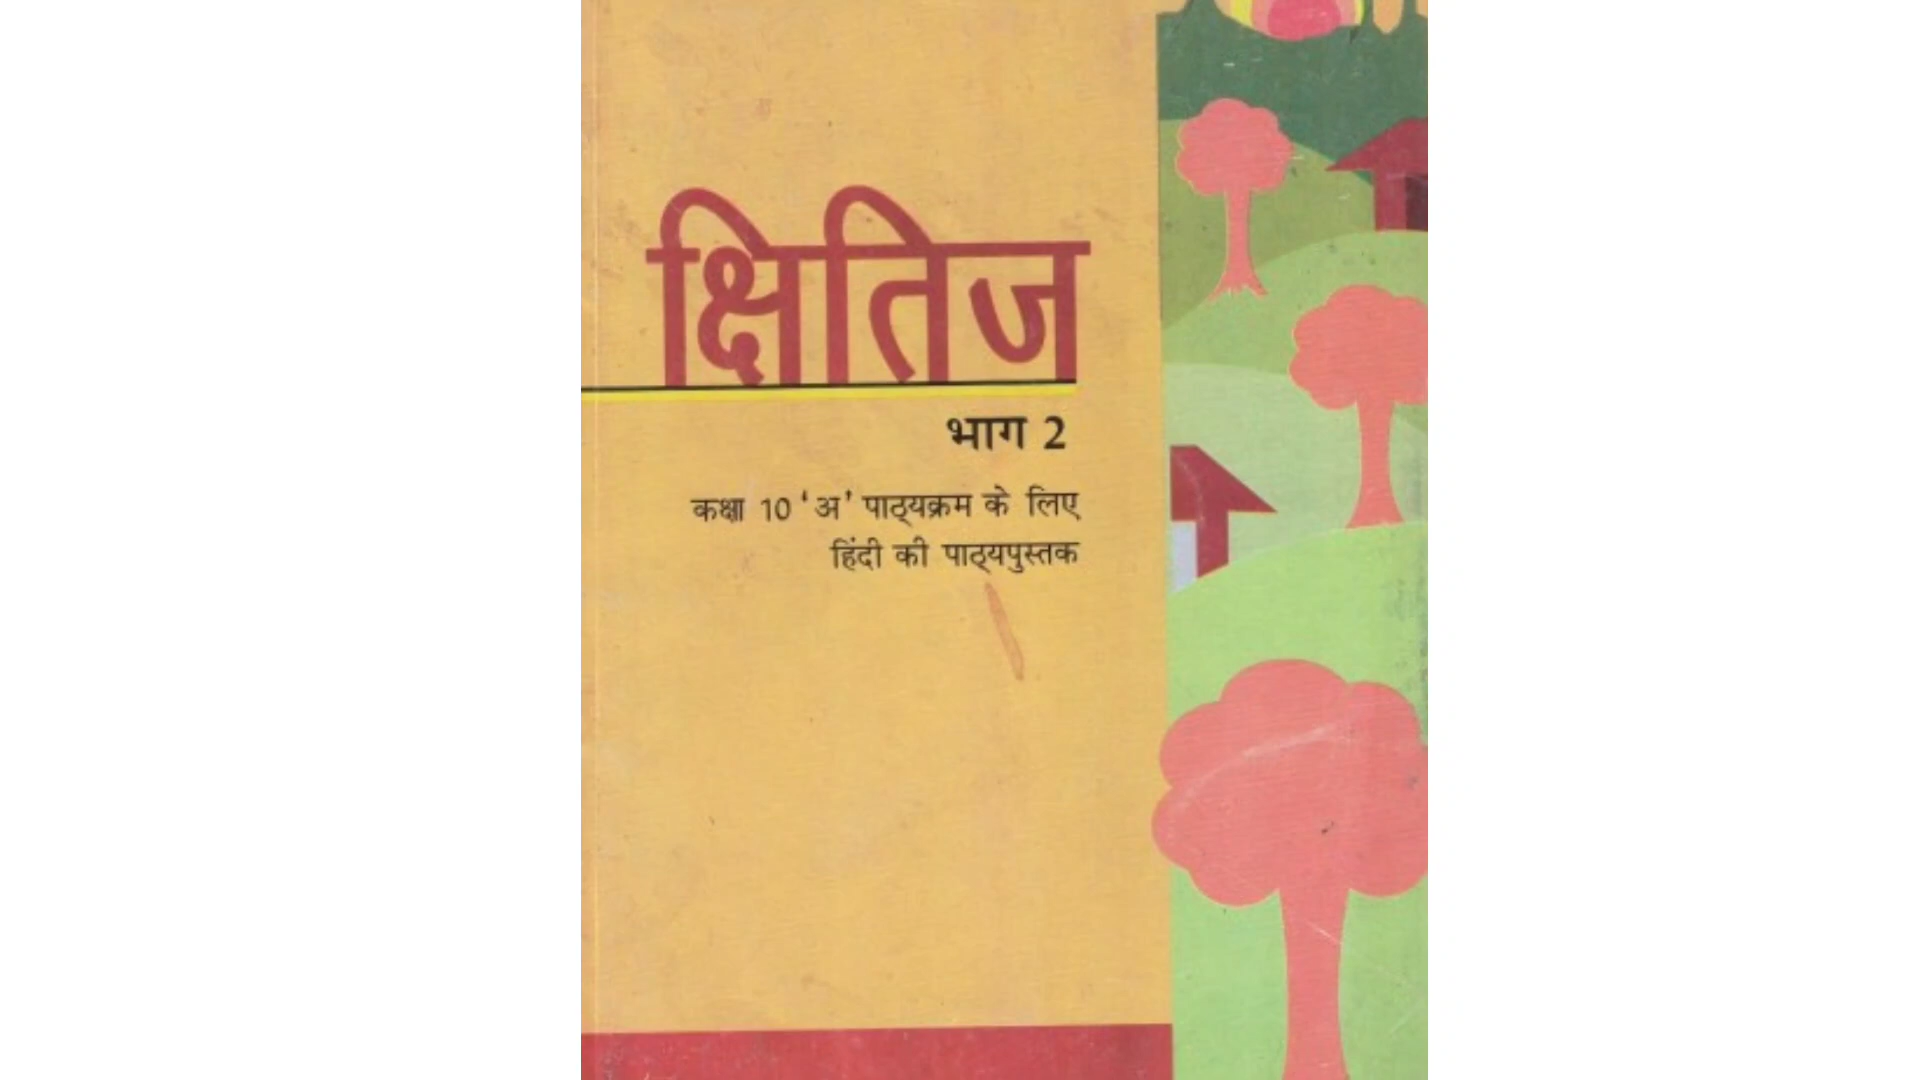 क्षितिज
भाग 2
कक्षा 10 'अ' पाठ्यक्रम के लिए
हिंदी की पाठ्यपुस्तक